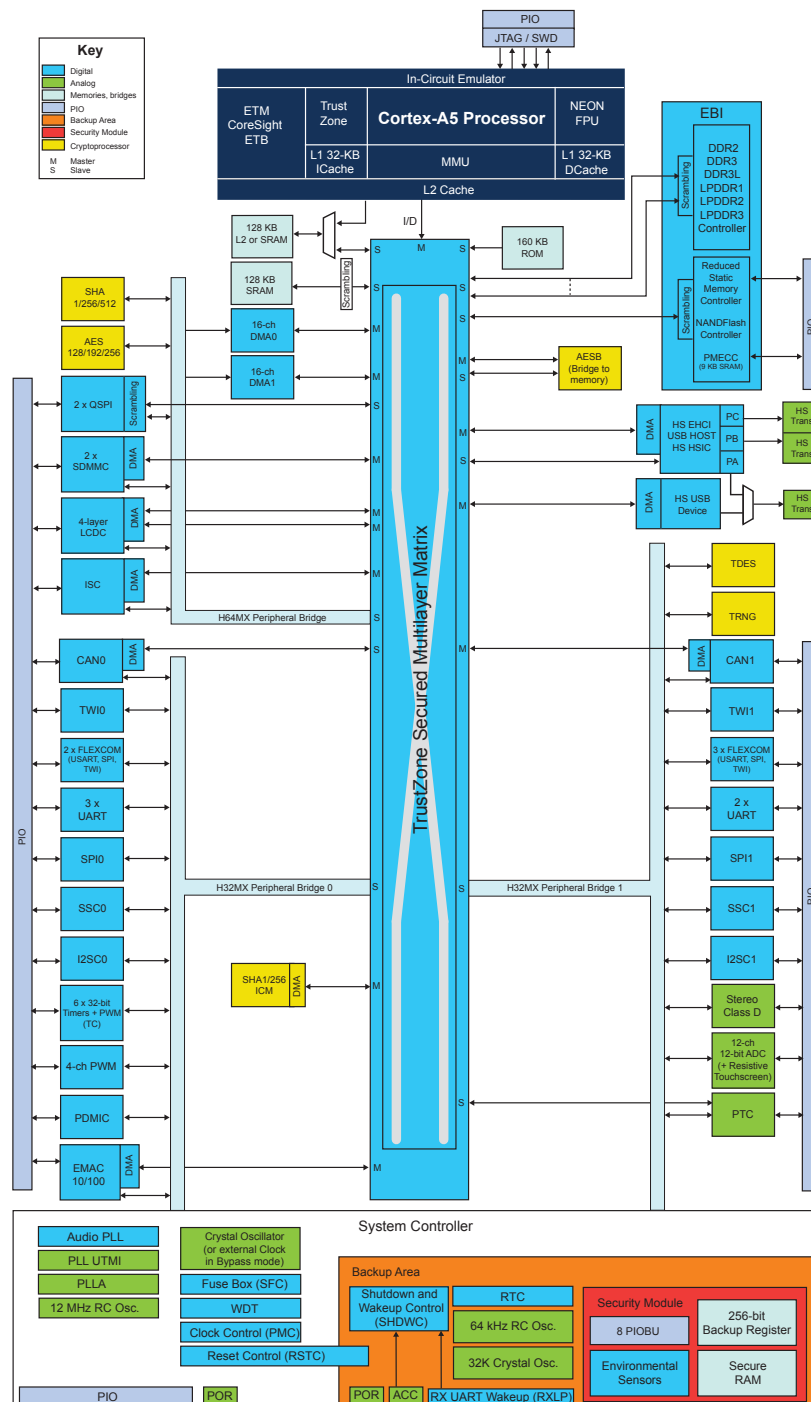 PIO
JTAG / SWD
Key
Digital
Analog
Memories, bridges
PIO
Backup Area
Security Module
Cryptoprocessor
M Master
S Slave
In-Circuit Emulator
ETM
CoreSight
ETB
Trust
Zone
Cortex-A5 Processor
NEON
FPU
L1 32-KB
ICache
MMU
L1 32-KB
DCache
L2 Cache
I/D
EBI
Scrambling
DDR2
DDR3
DDR3L
LPDDR1
LPDDR2
LPDDR3
Controller
Scrambling
Reduced
Static
Memory
Controller
NANDFlash
Controller
PMECC
(9 KB SRAM)
PIO
128 KB
L2 or SRAM
128 KB
SRAM
Scrambling
160 KB
ROM
S
M
S
S
S
S
SHA
1/256/512
AES
128/192/256
16-ch
DMA0
16-ch
DMA1
M
M
M
S
AESB
(Bridge to
memory)
PIO
2 x QSPI
Scrambling
S
2 x
SDMMC
DMA
M
4-layer
LCDC
DMA
M
M
ISC
DMA
M
H64MX Peripheral Bridge
S
TrustZone Secured Multilayer Matrix
M
S
DMA
HS EHCI
USB HOST
HS HSIC
PC
PB
PA
HS
Trans
HS
Trans
M
DMA
HS USB
Device
HS
Trans
TDES
TRNG
CAN0
DMA
S
M
DMA
CAN1
TWI0
TWI1
2 x FLEXCOM
(USART, SPI,
TWI)
3 x FLEXCOM
(USART, SPI,
TWI)
3 x
UART
2 x
UART
SPI0
SPI1
H32MX Peripheral Bridge 0
S
S
H32MX Peripheral Bridge 1
PIO
SSC0
SSC1
I2SC0
I2SC1
SHA1/256
ICM
DMA
M
6 x 32-bit
Timers + PWM
(TC)
Stereo
Class D
4-ch PWM
12-ch
12-bit ADC
(+ Resistive
Touchscreen)
PDMIC
S
PTC
EMAC
10/100
DMA
M
System Controller
Audio PLL
PLL UTMI
PLLA
12 MHz RC Osc.
Crystal Oscillator
(or external Clock
in Bypass mode)
Fuse Box (SFC)
WDT
Clock Control (PMC)
Reset Control (RSTC)
Backup Area
Shutdown and
Wakeup Control
(SHDWC)
RTC
64 kHz RC Osc.
32K Crystal Osc.
Security Module
8 PIOBU
Environmental
Sensors
256-bit
Backup Register
Secure
RAM
PIO
POR
POR
ACC
RX UART Wakeup (RXLP)